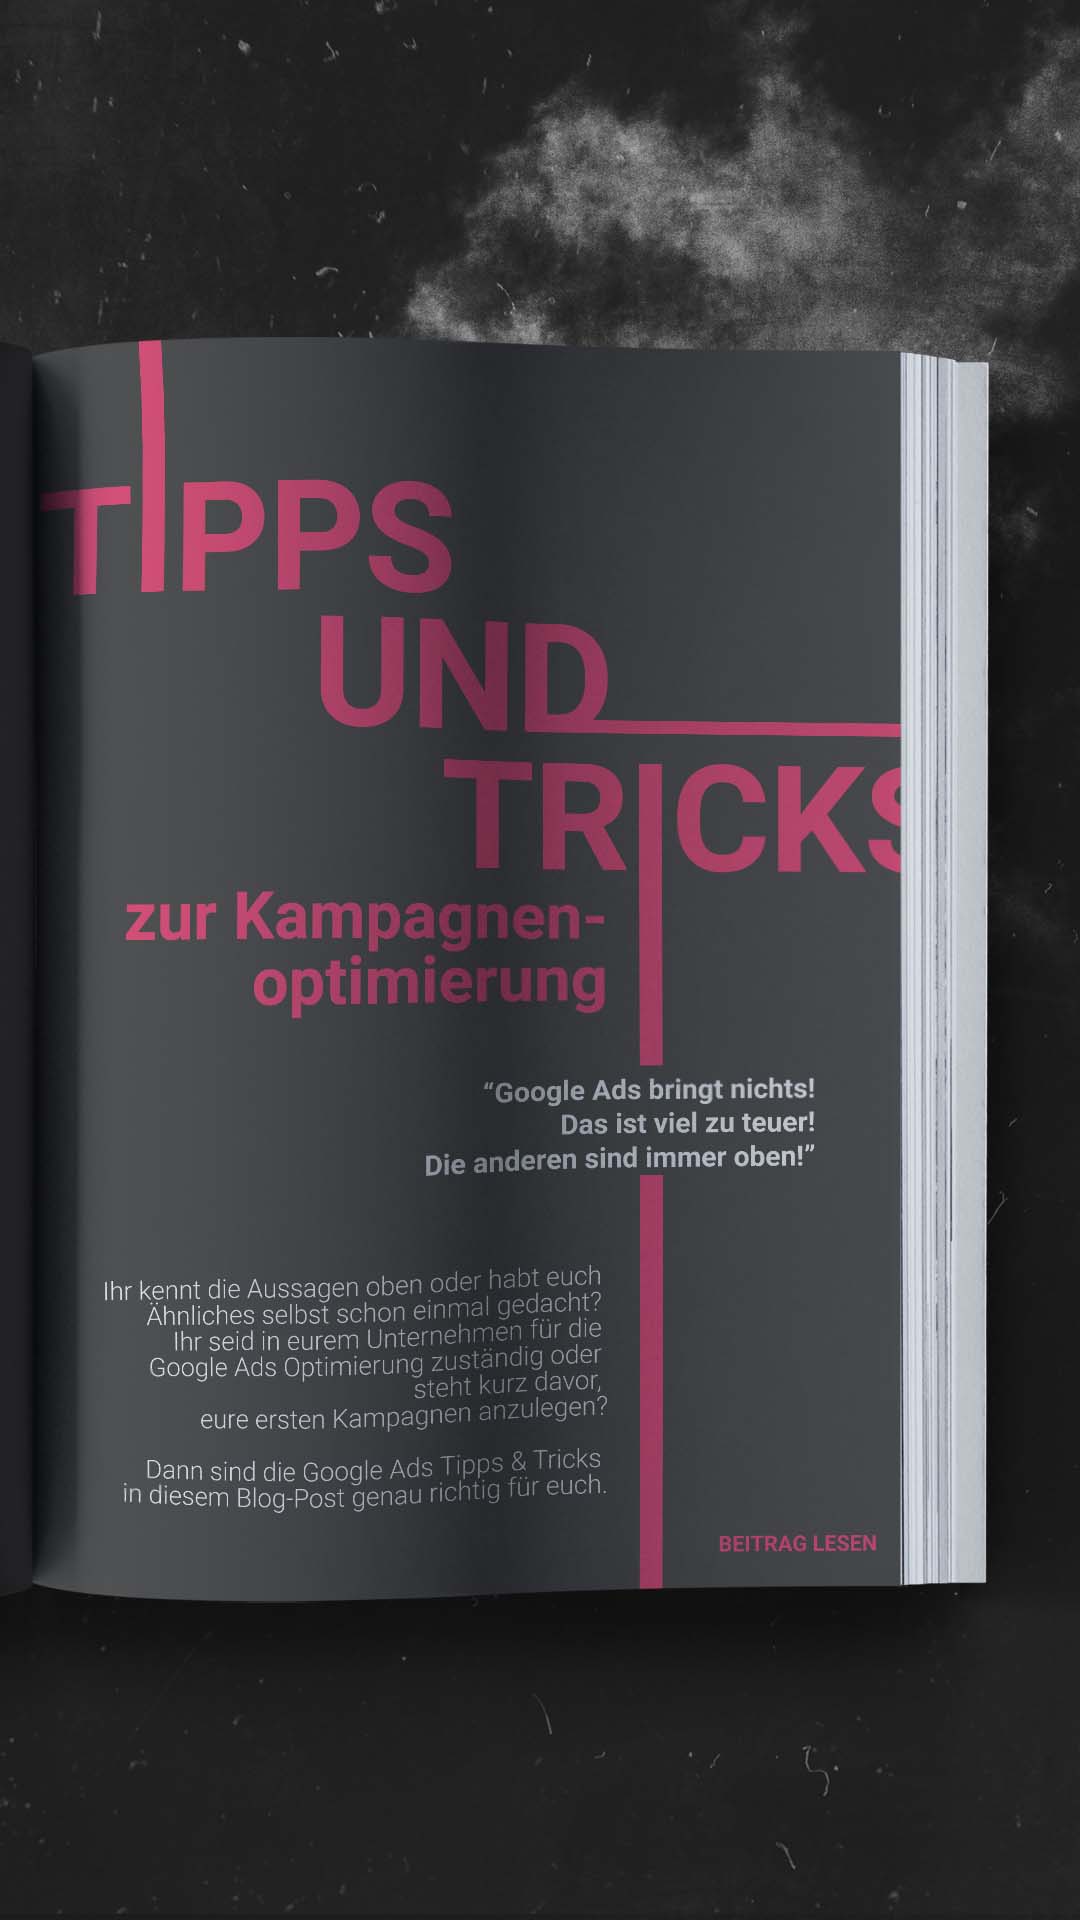 TIPPS
UND
TRICKS
zur Kampagnen-
optimierung
“Google Ads bringt nichts!
Das ist viel zu teuer!
Die anderen sind immer oben!”
Ihr kennt die Aussagen oben oder habt euch
Ähnliches selbst schon einmal gedacht?
Ihr seid in eurem Unternehmen für die
Google Ads Optimierung zuständig oder
steht kurz davor,
eure ersten Kampagnen anzulegen?
Dann sind die Google Ads Tipps & Tricks
in diesem Blog-Post genau richtig für euch.
BEITRAG LESEN